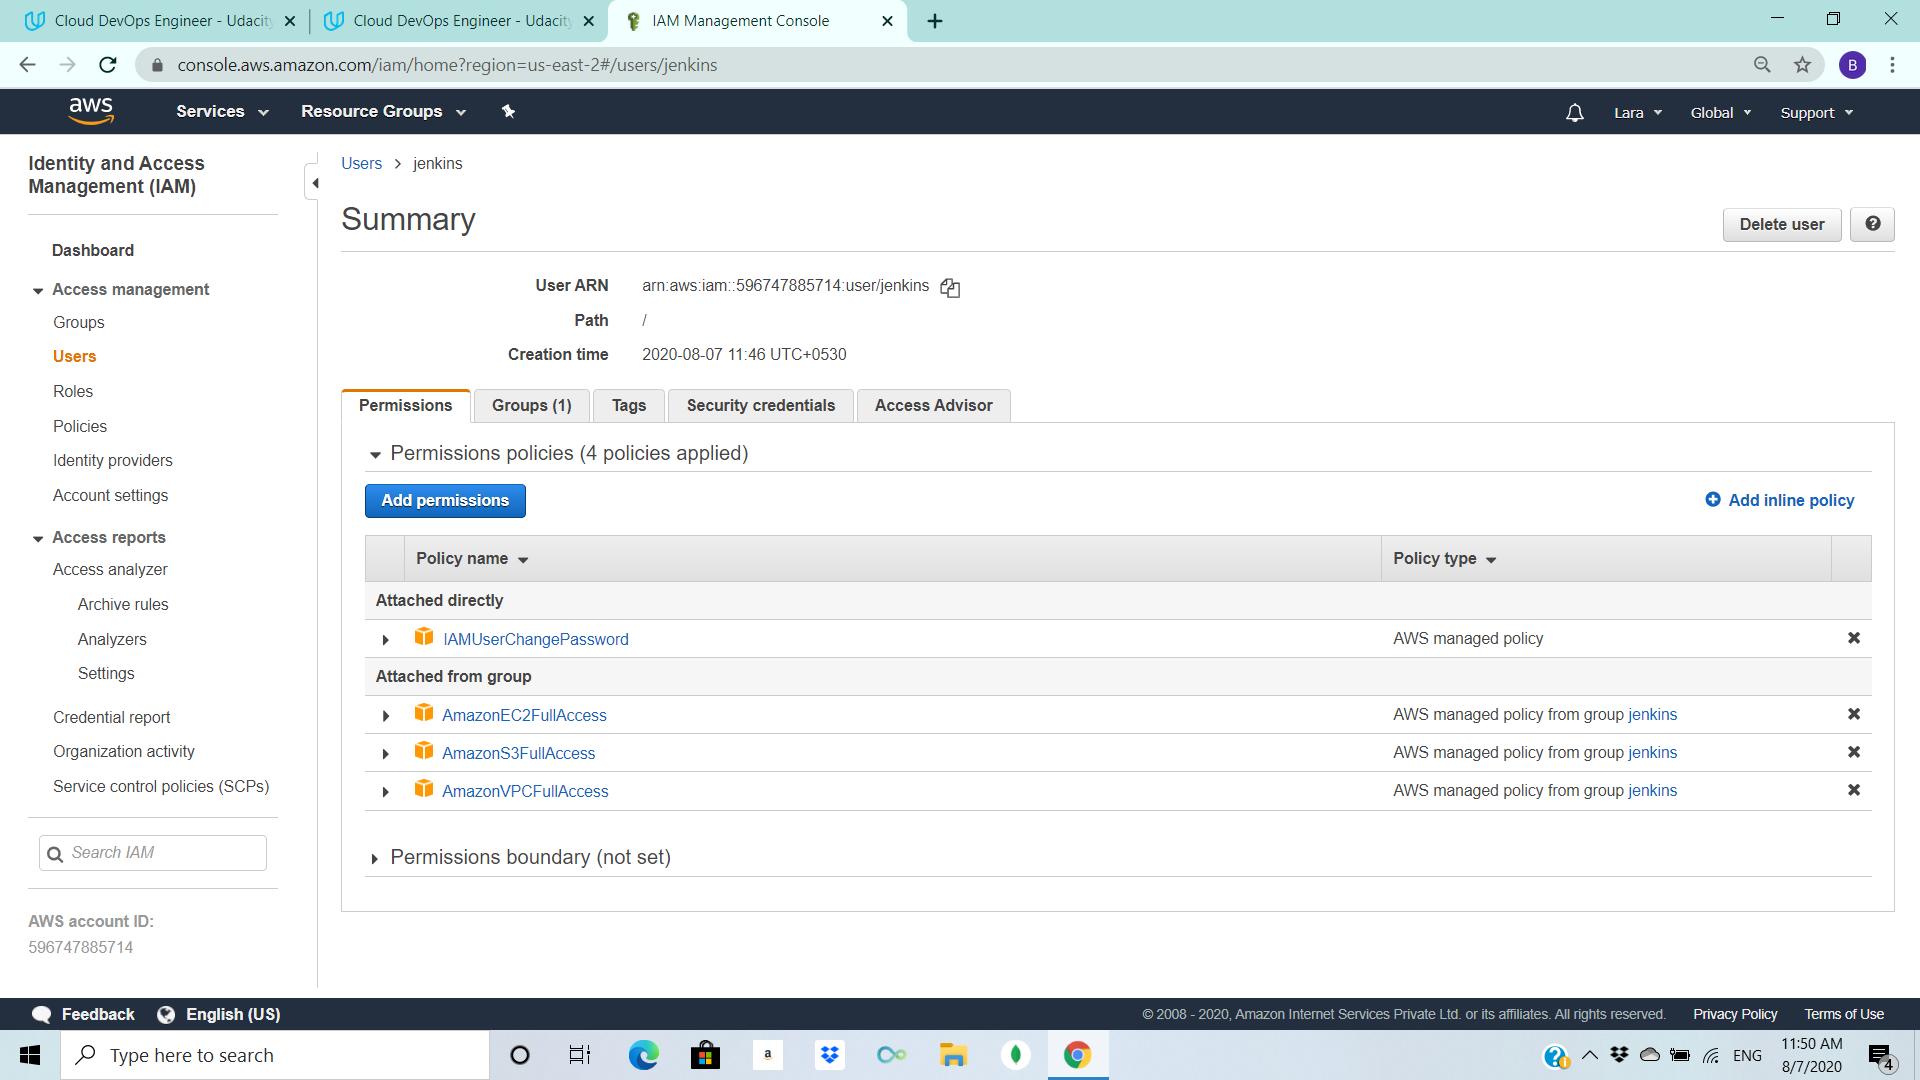 Cloud DevOps Engineer - Udacity
Cloud DevOps Engineer - Udacity
IAM Management Console
console.aws.amazon.com/iam/home?region=us-east-2#/users/jenkins
B
aws
Services
Resource Groups
Lara
Global
Support
Identity and Access
Management (IAM)
Dashboard
Access management
Groups
Users
Roles
Policies
Identity providers
Account settings
Access reports
Access analyzer
Archive rules
Analyzers
Settings
Credential report
Organization activity
Service control policies (SCPs)
Search IAM
AWS account ID:
596747885714
Users > jenkins
Summary
Delete user
?
User ARN arn:aws:iam::596747885714:user/jenkins
Path /
Creation time 2020-08-07 11:46 UTC+0530
Permissions Groups (1) Tags Security credentials Access Advisor
Permissions policies (4 policies applied)
Add permissions
Add inline policy
Policy name Policy type
Attached directly
IAMUserChangePassword AWS managed policy
Attached from group
AmazonEC2FullAccess AWS managed policy from group jenkins
AmazonS3FullAccess AWS managed policy from group jenkins
AmazonVPCFullAccess AWS managed policy from group jenkins
Permissions boundary (not set)
Feedback
English (US)
© 2008 - 2020, Amazon Internet Services Private Ltd. or its affiliates. All rights reserved.
Privacy Policy
Terms of Use
Type here to search
a
ENG
11:50 AM
8/7/2020
4